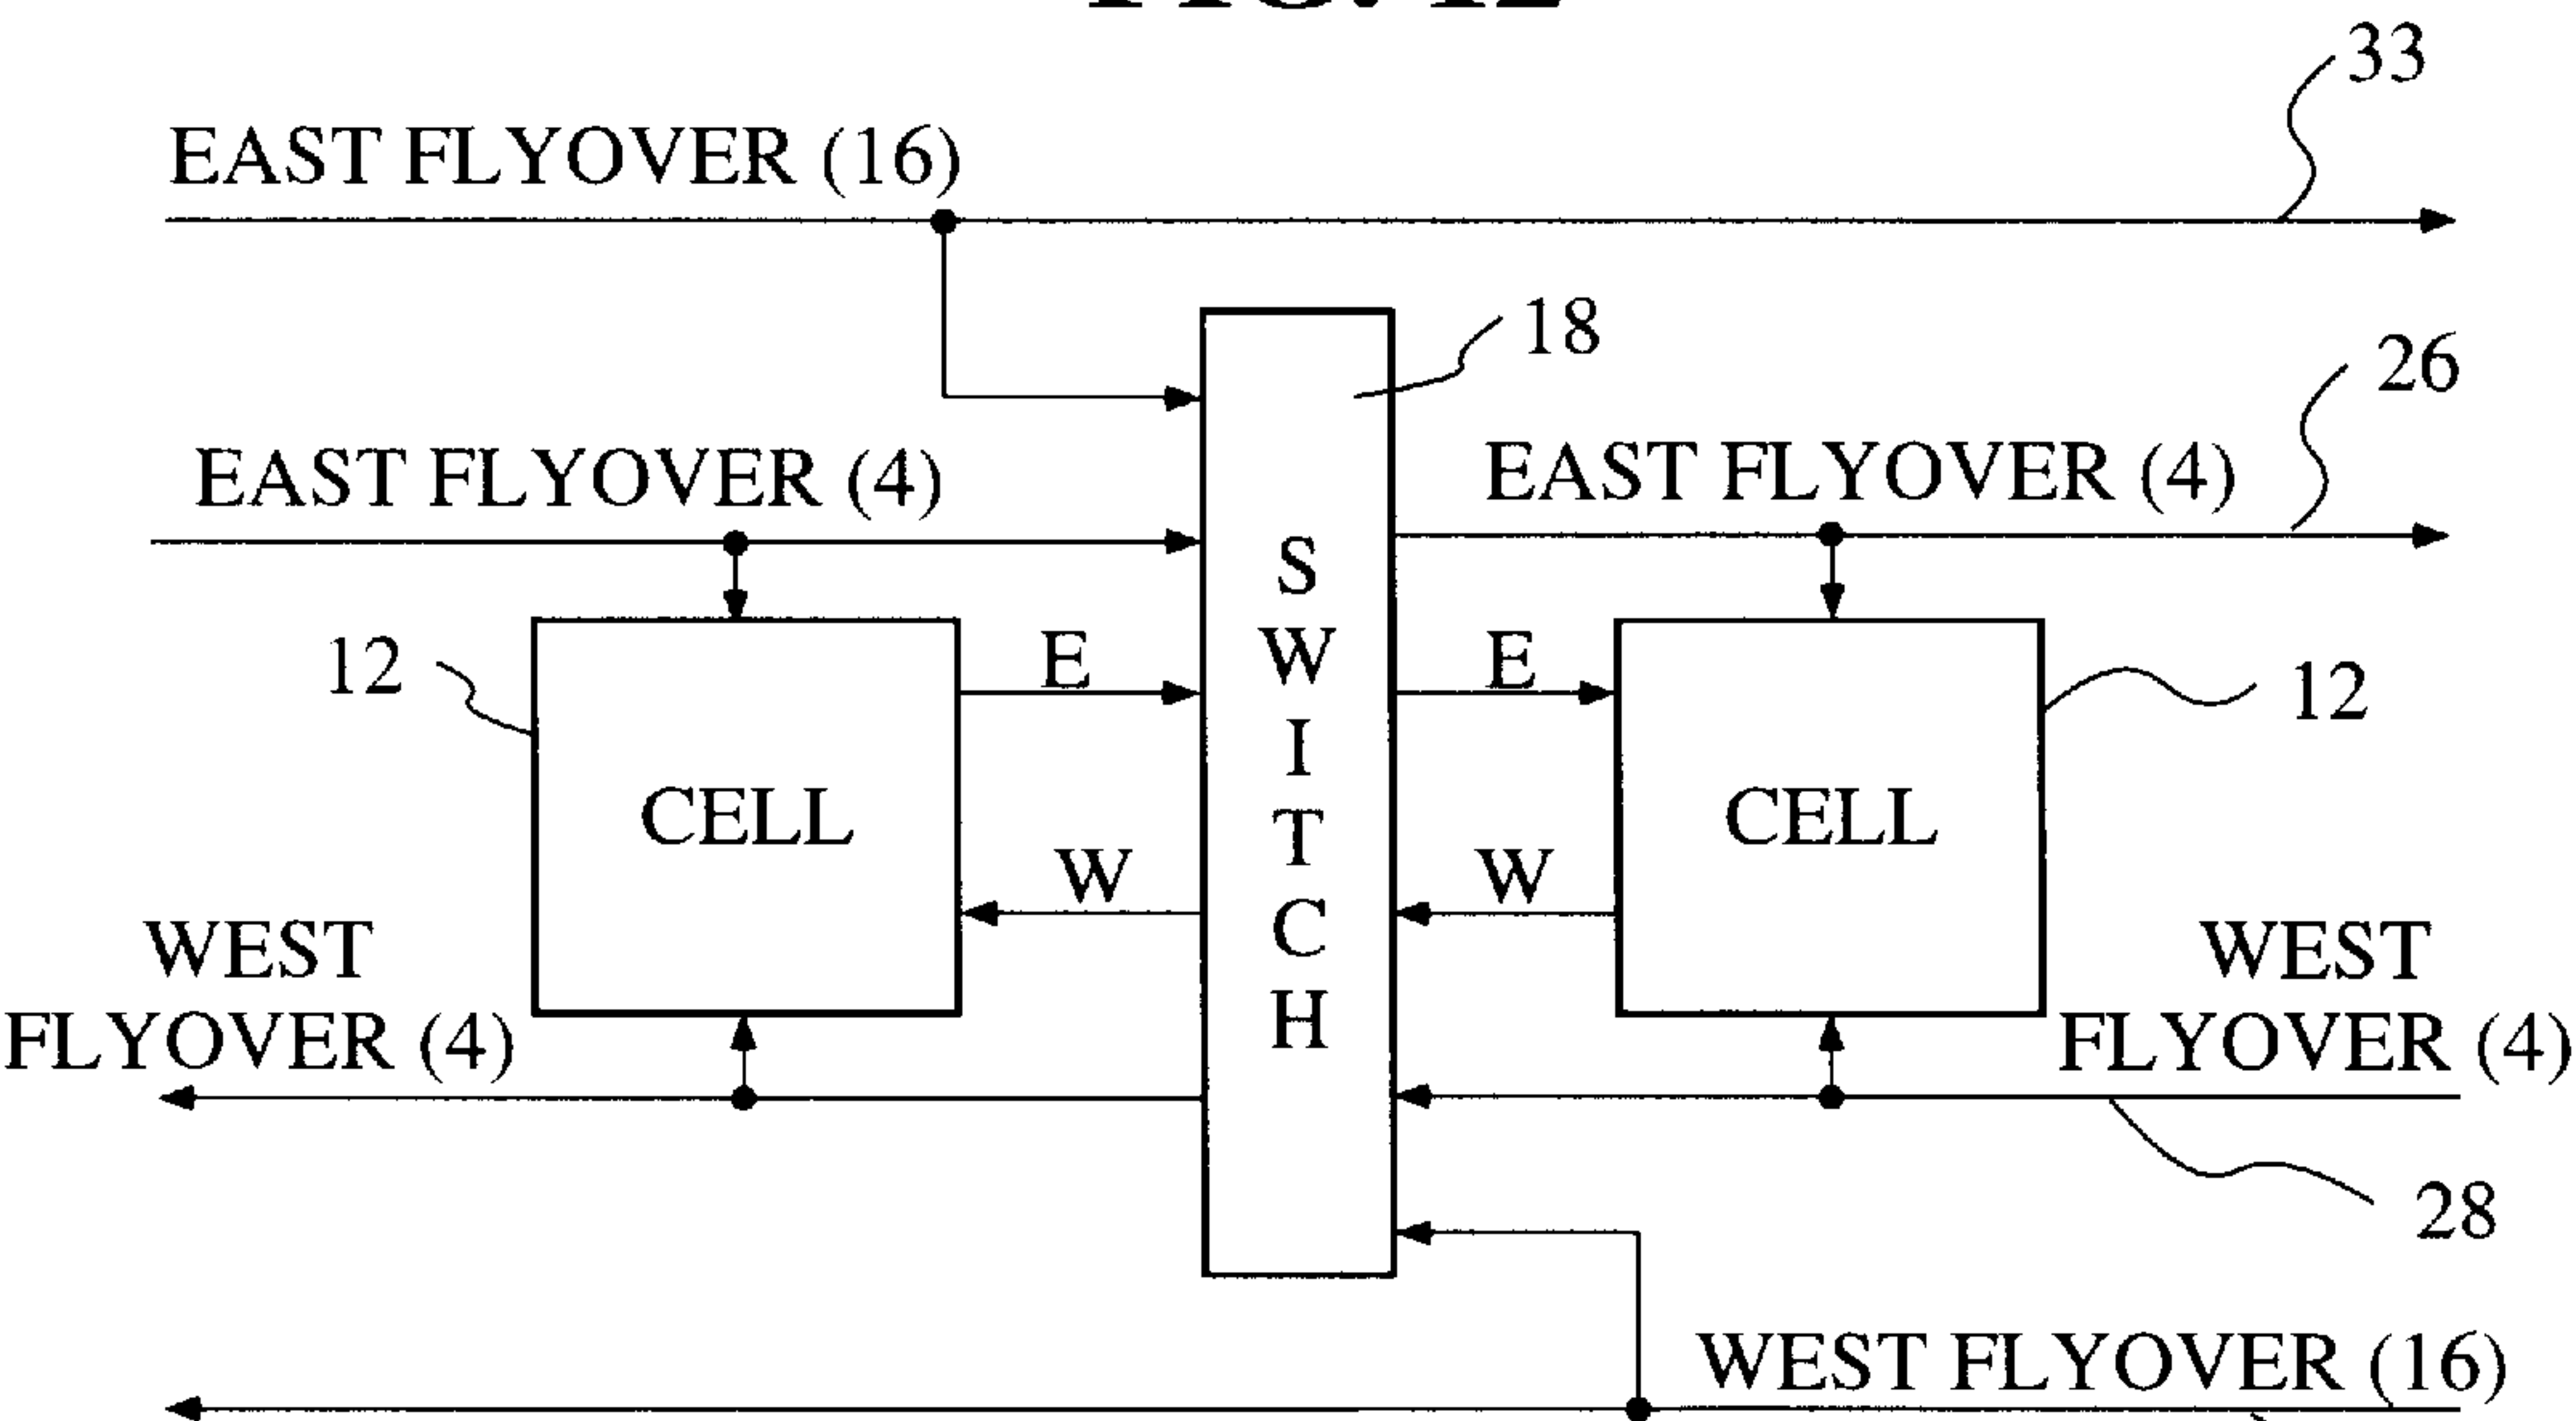 33
EAST FLYOVER (16)
18
26
EAST FLYOVER (4)
EAST FLYOVER (4)
SWITCH
12
E
E
12
CELL
CELL
W
W
WEST
FLYOVER (4)
WEST
FLYOVER (4)
28
WEST FLYOVER (16)